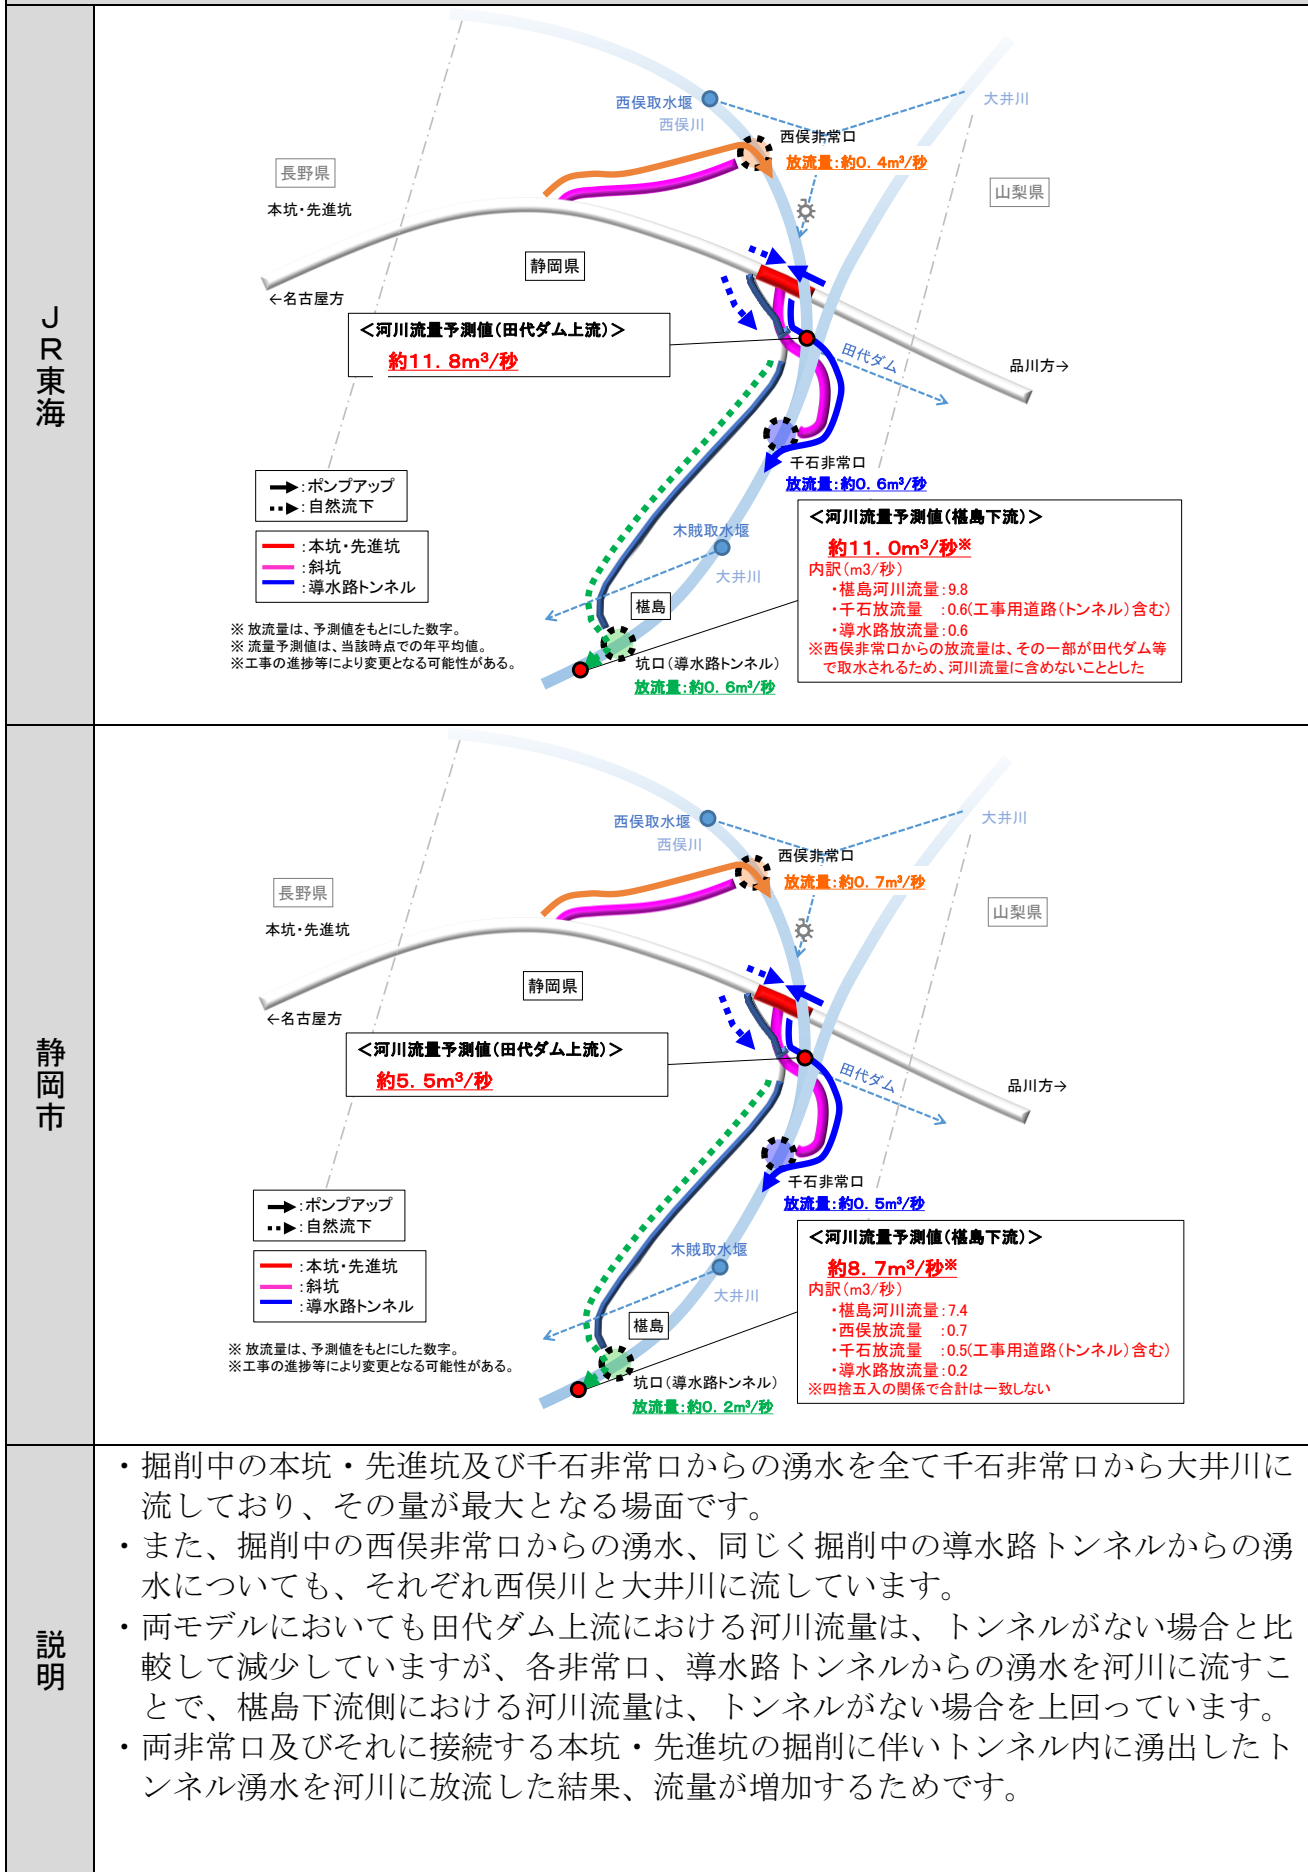 JR東海
西俣取水堰
西俣川
大井川
西俣非常口
放流量:約0.4m³/秒
長野県
山梨県
本坑・先進坑
静岡県
←名古屋方
<河川流量予測値(田代ダム上流)>
約11.8m³/秒
田代ダム
品川方→
千石非常口
放流量:約0.6m³/秒
:ポンプアップ
:自然流下
<河川流量予測値(椹島下流)>
約11.0m³/秒※
内訳(m3/秒)
・椹島河川流量:9.8
・千石放流量 :0.6(工事用道路(トンネル)含む)
・導水路放流量:0.6
※西俣非常口からの放流量は、その一部が田代ダム等
で取水されるため、河川流量に含めないこととした
木賊取水堰
大井川
:本坑・先進坑
:斜坑
:導水路トンネル
椹島
※ 放流量は、予測値をもとにした数字。
※ 流量予測値は、当該時点での年平均値。
※工事の進捗等により変更となる可能性がある。
坑口(導水路トンネル)
放流量:約0.6m³/秒
静岡市
西俣取水堰
西俣川
大井川
西俣非常口
放流量:約0.7m³/秒
長野県
山梨県
本坑・先進坑
静岡県
←名古屋方
<河川流量予測値(田代ダム上流)>
約5.5m³/秒
田代ダム
品川方→
千石非常口
放流量:約0.5m³/秒
:ポンプアップ
:自然流下
<河川流量予測値(椹島下流)>
約8.7m³/秒※
内訳(m3/秒)
・椹島河川流量:7.4
・西俣放流量 :0.7
・千石放流量 :0.5(工事用道路(トンネル)含む)
・導水路放流量:0.2
※四捨五入の関係で合計は一致しない
木賊取水堰
大井川
:本坑・先進坑
:斜坑
:導水路トンネル
椹島
※ 放流量は、予測値をもとにした数字。
※工事の進捗等により変更となる可能性がある。
坑口(導水路トンネル)
放流量:約0.2m³/秒
説明
・掘削中の本坑・先進坑及び千石非常口からの湧水を全て千石非常口から大井川に
流しており、その量が最大となる場面です。
・また、掘削中の西俣非常口からの湧水、同じく掘削中の導水路トンネルからの湧
水についても、それぞれ西俣川と大井川に流しています。
・両モデルにおいても田代ダム上流における河川流量は、トンネルがない場合と比
較して減少していますが、各非常口、導水路トンネルからの湧水を河川に流すこ
とで、椹島下流側における河川流量は、トンネルがない場合を上回っています。
・両非常口及びそれに接続する本坑・先進坑の掘削に伴いトンネル内に湧出したト
ンネル湧水を河川に放流した結果、流量が増加するためです。